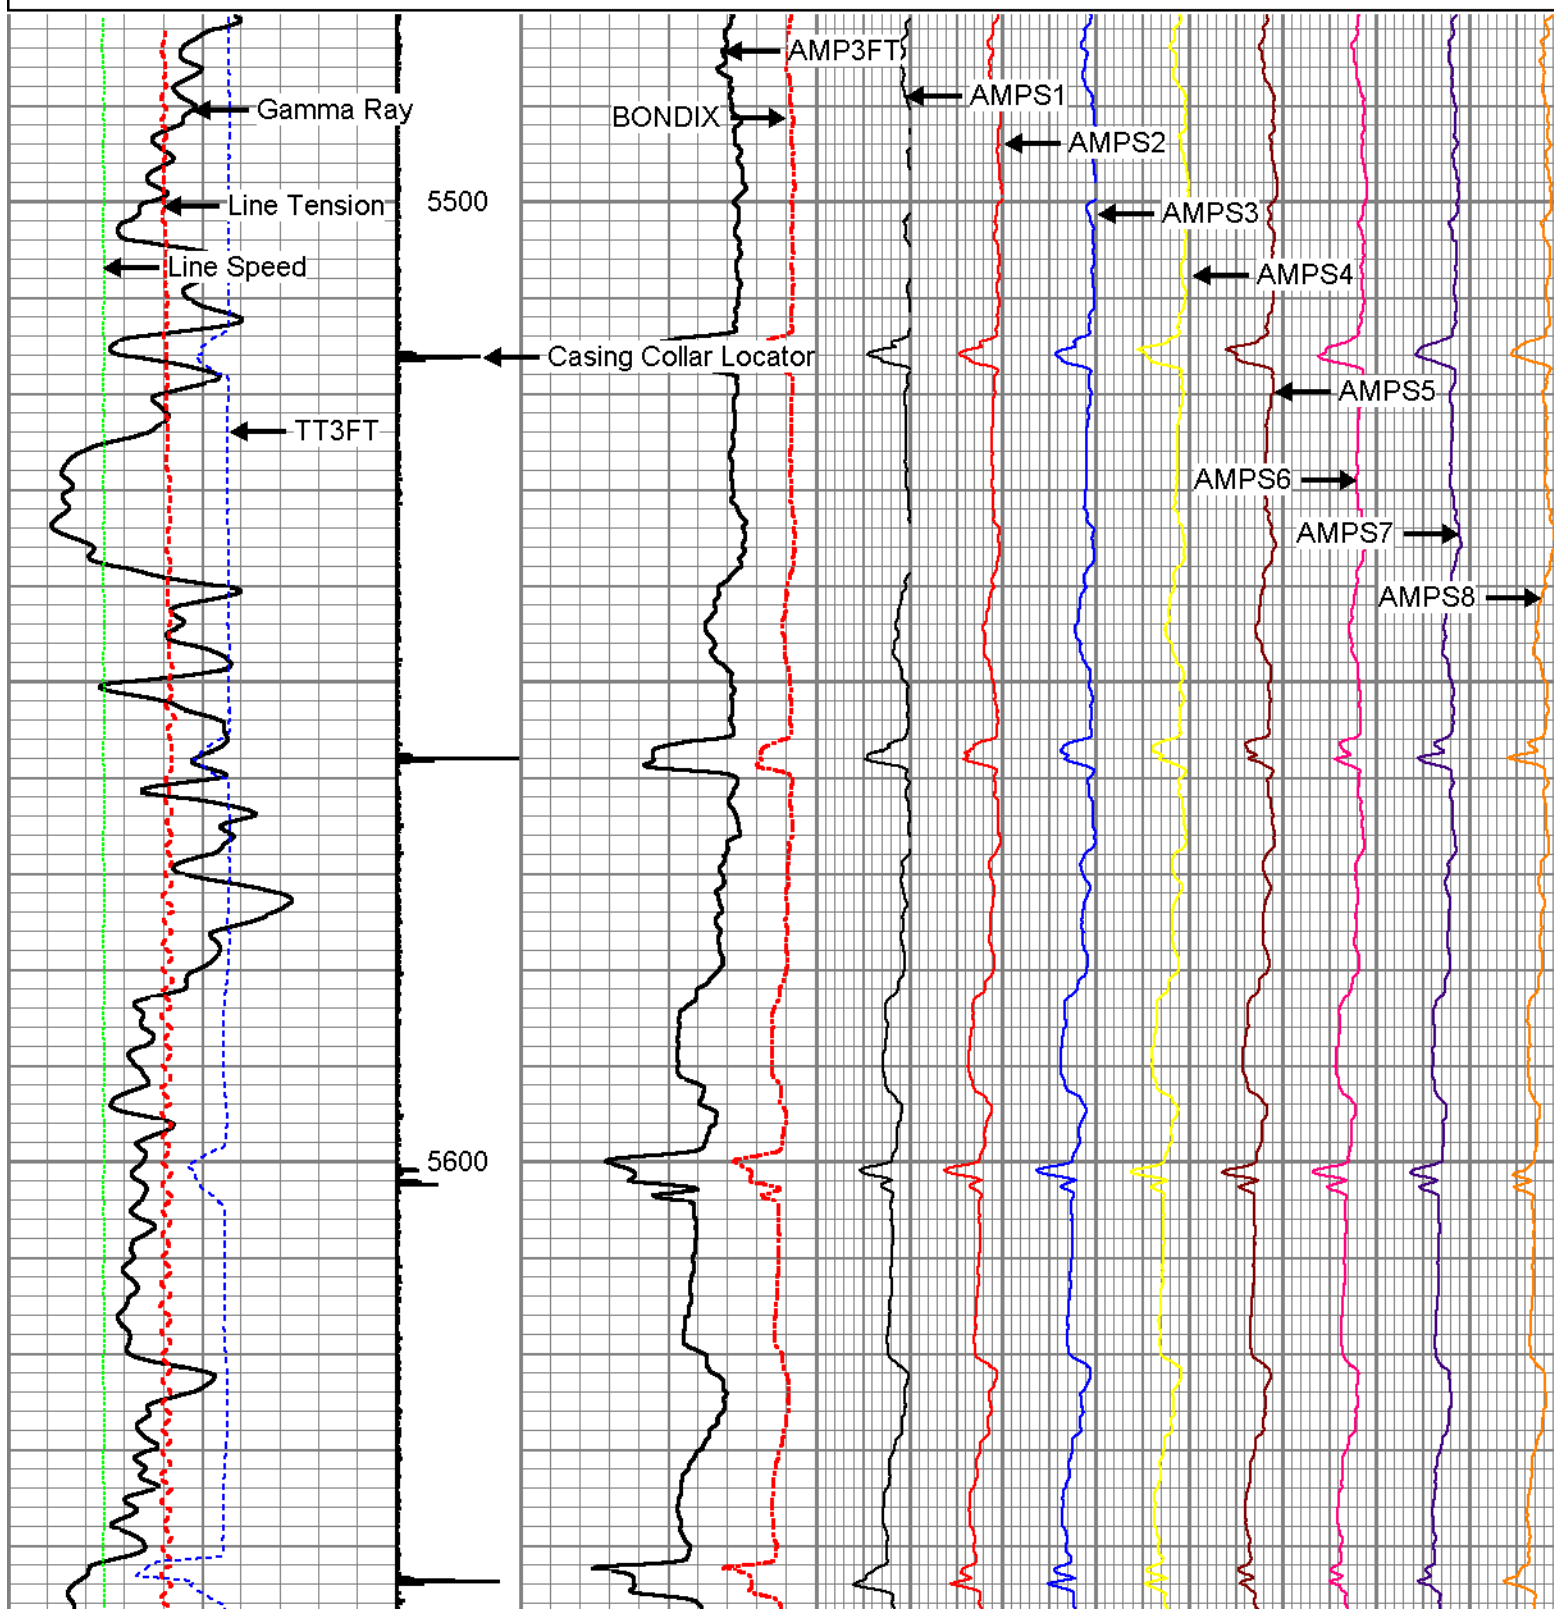 AMP3FT
AMPS1
Gamma Ray
BONDIX
AMPS2
5500
Line Tension
AMPS3
Line Speed
AMPS4
Casing Collar Locator
AMPS5
TT3FT
AMPS6
AMPS7
AMPS8
5600